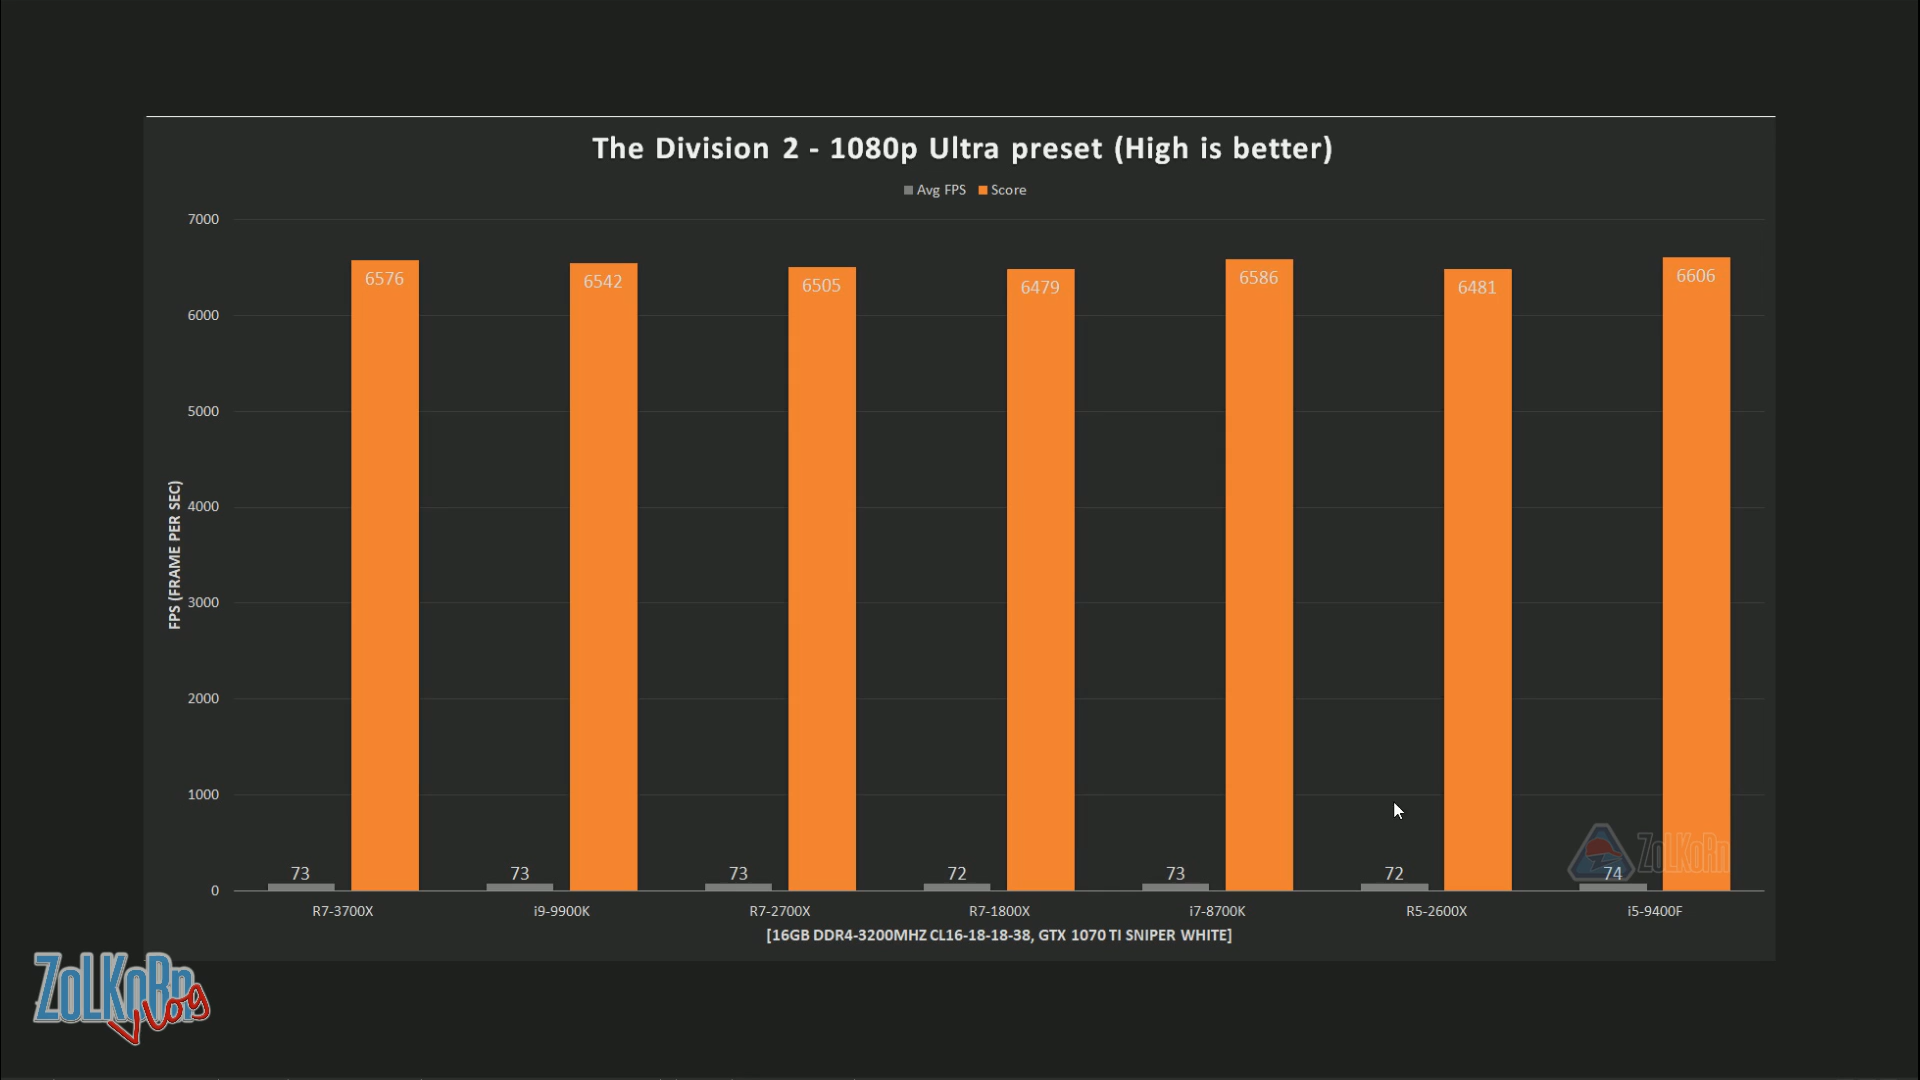 The Division 2 - 1080p Ultra preset (High is better)
Avg FPS Score
7000
6000
5000
4000
3000
2000
1000
0
FPS (FRAME PER SEC)
6576
6542
6505
6479
6586
6481
6606
73
73
73
72
73
72
74
ZoLKoRn
R7-3700X
i9-9900K
R7-2700X
R7-1800X
i7-8700K
R5-2600X
i5-9400F
[16GB DDR4-3200MHZ CL16-18-18-38, GTX 1070 TI SNIPER WHITE]
ZoLKoRn
Vlog